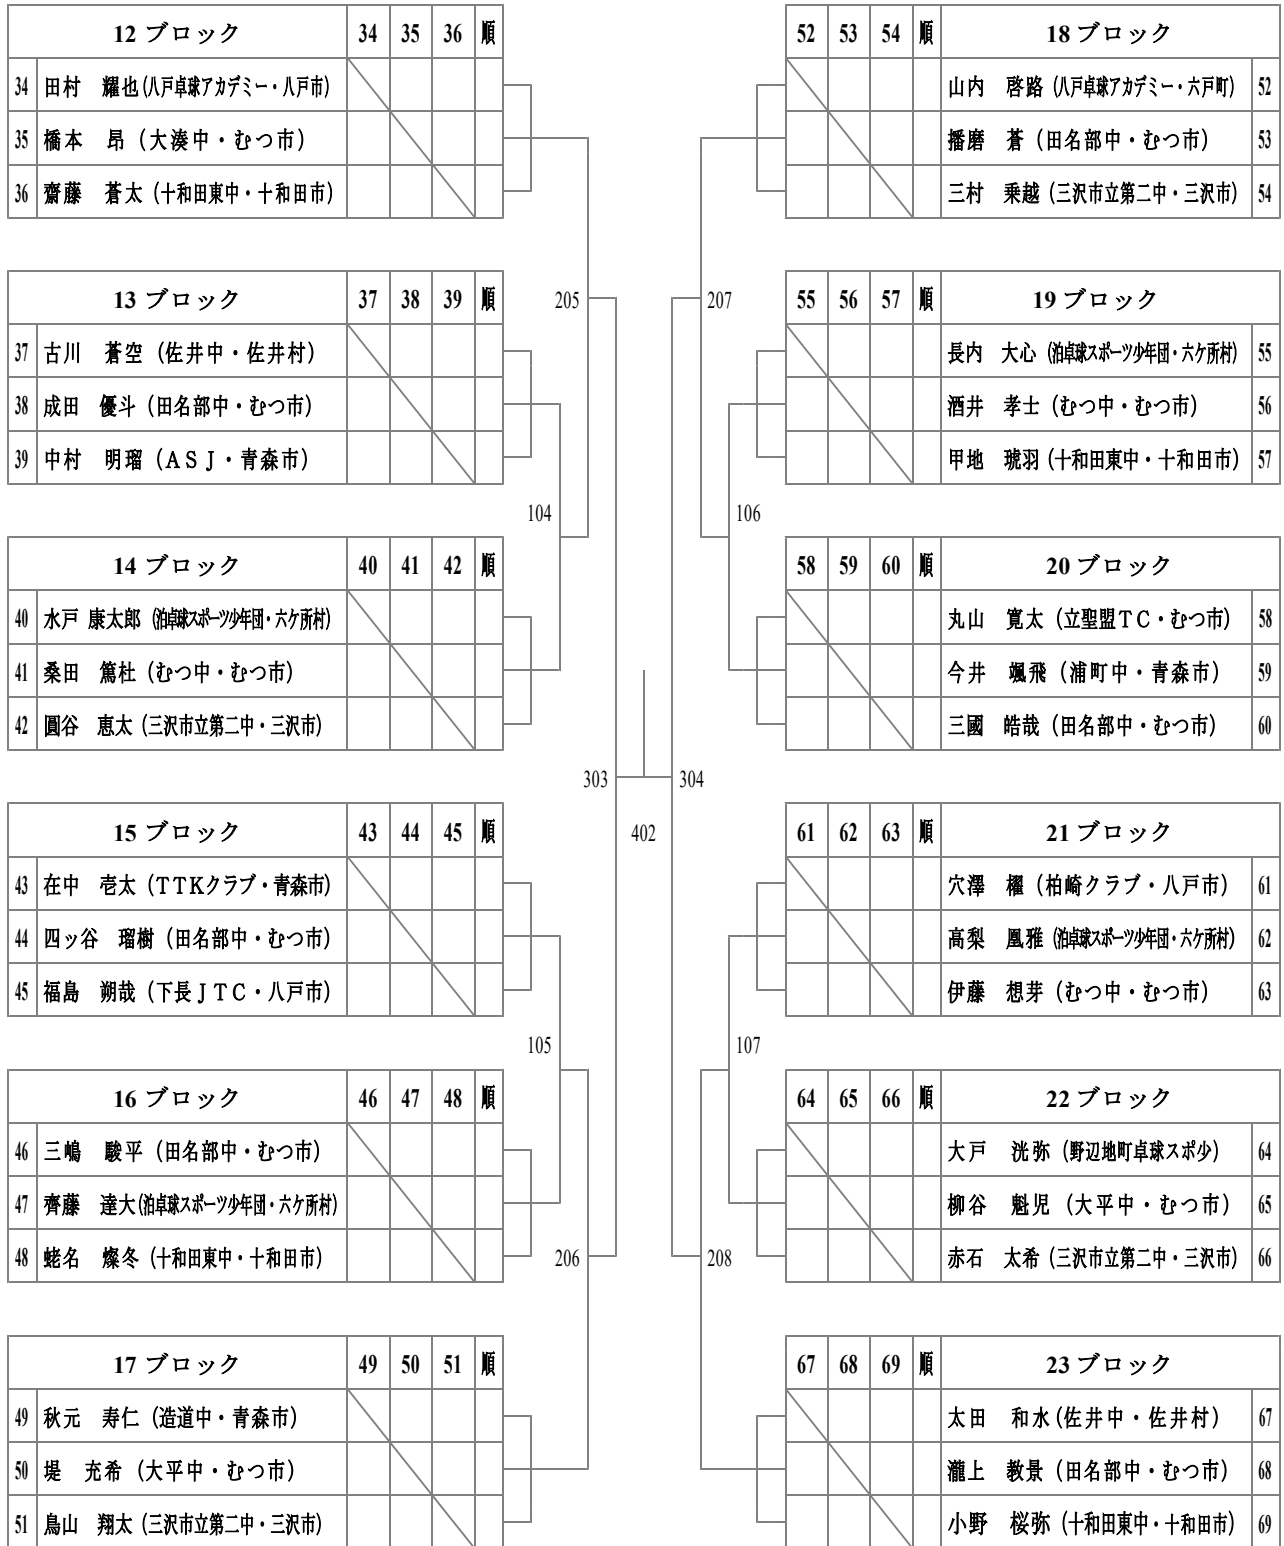 12 ブロック 34 35 36 順
34 田村 耀也(八戸卓球アカデミー・八戸市)
35 橋本 昂（大湊中・むつ市）
36 齋藤 蒼太（十和田東中・十和田市）
13 ブロック 37 38 39 順
37 古川 蒼空（佐井中・佐井村）
38 成田 優斗（田名部中・むつ市）
39 中村 明瑠（ＡＳＪ・青森市）
14 ブロック 40 41 42 順
40 水戸 康太郎（泊卓球スポーツ少年団・六ケ所村）
41 桑田 篤杜（むつ中・むつ市）
42 圓谷 恵太（三沢市立第二中・三沢市）
15 ブロック 43 44 45 順
43 在中 壱太（ＴＴＫクラブ・青森市）
44 四ッ谷 瑠樹（田名部中・むつ市）
45 福島 朔哉（下長ＪＴＣ・八戸市）
16 ブロック 46 47 48 順
46 三嶋 駿平（田名部中・むつ市）
47 齊藤 達大(泊卓球スポーツ少年団・六ケ所村)
48 蛯名 燦冬（十和田東中・十和田市）
17 ブロック 49 50 51 順
49 秋元 寿仁（造道中・青森市）
50 堤 充希（大平中・むつ市）
51 鳥山 翔太（三沢市立第二中・三沢市）
205
104
303
105
206
402
207
106
304
107
208
52 53 54 順 18 ブロック
山内 啓路（八戸卓球アカデミー・六戸町） 52
播磨 蒼（田名部中・むつ市） 53
三村 乗越（三沢市立第二中・三沢市） 54
55 56 57 順 19 ブロック
長内 大心（泊卓球スポーツ少年団・六ケ所村） 55
酒井 孝士（むつ中・むつ市） 56
甲地 琥羽（十和田東中・十和田市） 57
58 59 60 順 20 ブロック
丸山 寛太（立聖盟ＴＣ・むつ市） 58
今井 颯飛（浦町中・青森市） 59
三國 皓哉（田名部中・むつ市） 60
61 62 63 順 21 ブロック
穴澤 櫂（柏崎クラブ・八戸市） 61
高梨 凰雅（泊卓球スポーツ少年団・六ケ所村） 62
伊藤 想芽（むつ中・むつ市） 63
64 65 66 順 22 ブロック
大戸 洸弥（野辺地町卓球スポ少） 64
柳谷 魁児（大平中・むつ市） 65
赤石 太希（三沢市立第二中・三沢市） 66
67 68 69 順 23 ブロック
太田 和水(佐井中・佐井村） 67
瀧上 教景（田名部中・むつ市） 68
小野 桜弥（十和田東中・十和田市） 69